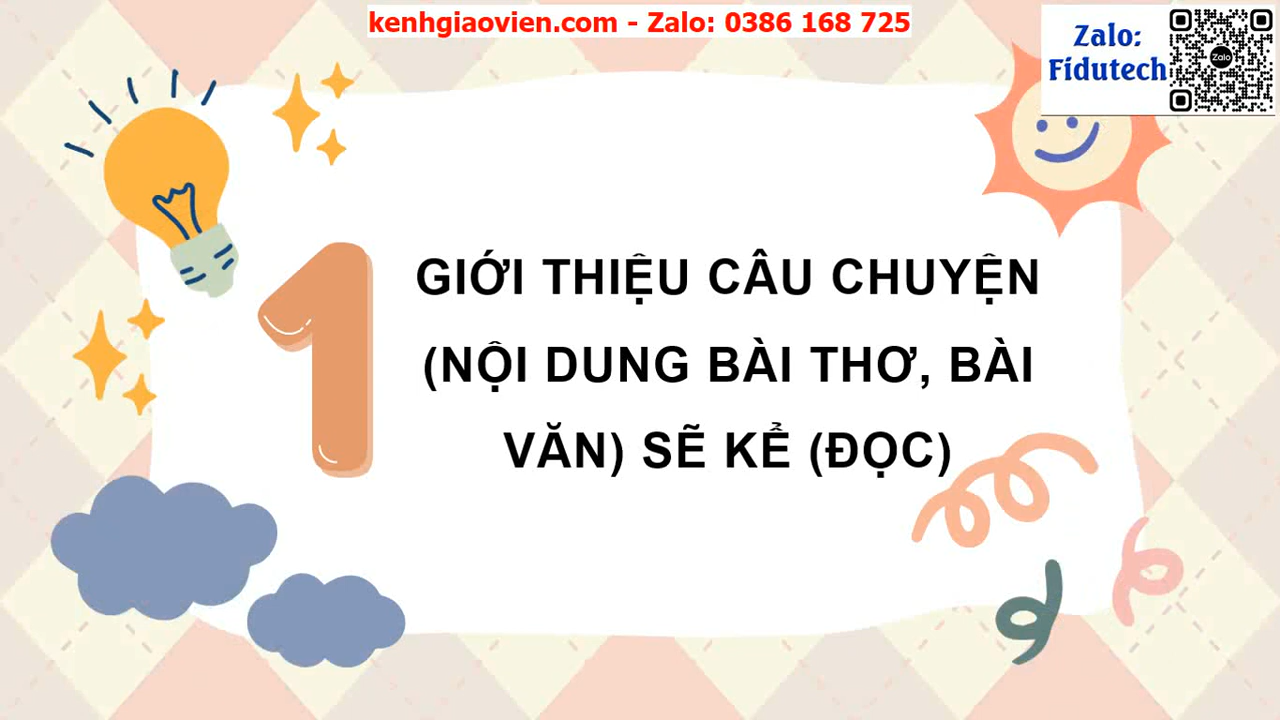 kenhgiaovien.com - Zalo: 0386 168 725
Zalo:
Fidutech
Zalo
1
GIỚI THIỆU CÂU CHUYỆN
(NỘI DUNG BÀI THƠ, BÀI
VĂN) SẼ KỂ (ĐỌC)